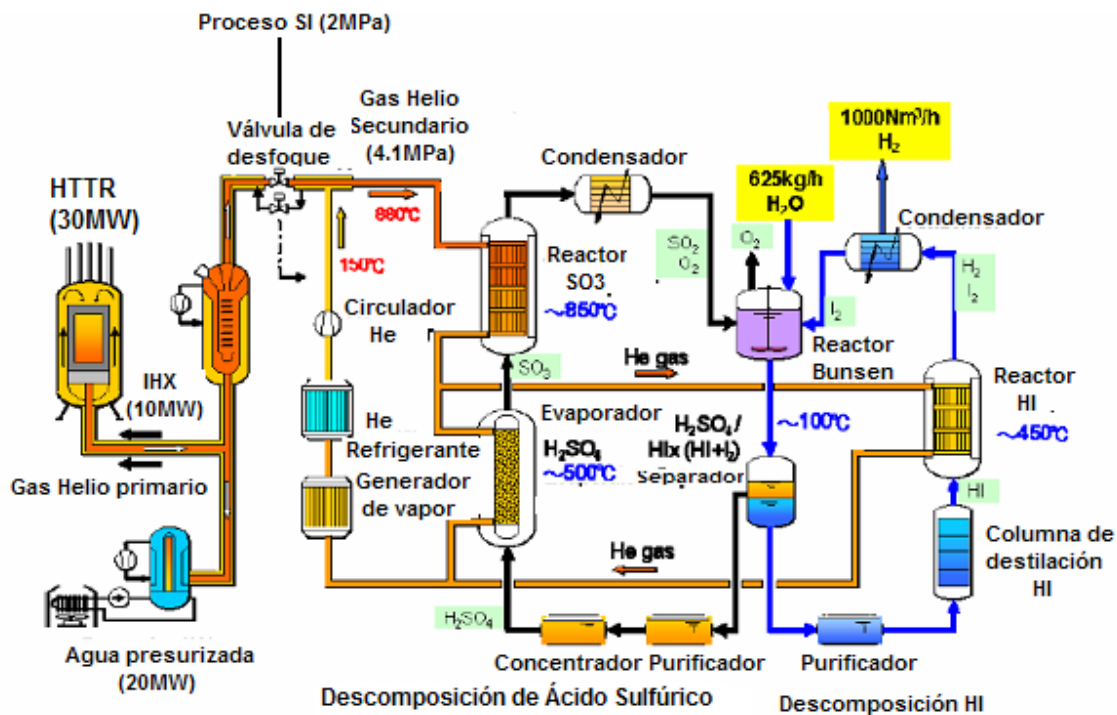 Proceso SI (2MPa)
Gas Helio
Secundario
(4.1MPa)
Válvula de
desfoque
HTTR
(30MW)
880℃
150℃
Condensador
625kg/h
H₂O
1000Nm³/h
H₂
Condensador
SO₂
O₂
O₂
H₂
I₂
I₂
Reactor
SO3
~850℃
Circulador
He
SO₃
He gas
Reactor
Bunsen
Reactor
HI
~450℃
IHX
(10MW)
Gas Helio primario
He
Refrigerante
Generador
de vapor
Evaporador
H₂SO₄
~500℃
H₂SO₄ /
HIx (HI+I₂)
Separador
~100℃
HI
Columna de
destilación
HI
He gas
H₂SO₄
Agua presurizada
(20MW)
Concentrador
Purificador
Purificador
Descomposición de Ácido Sulfúrico
Descomposición HI